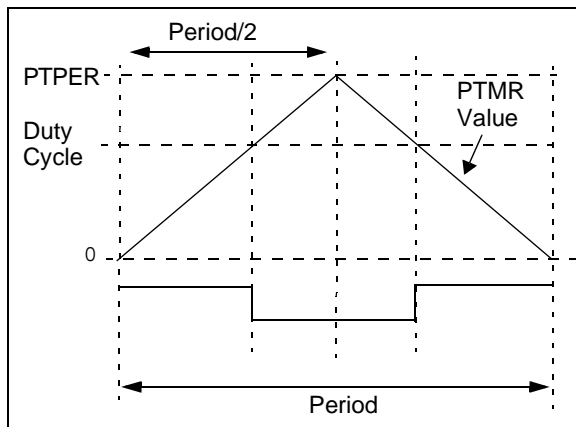 Period/2
PTPER
PTMR
Value
Duty
Cycle
0
Period